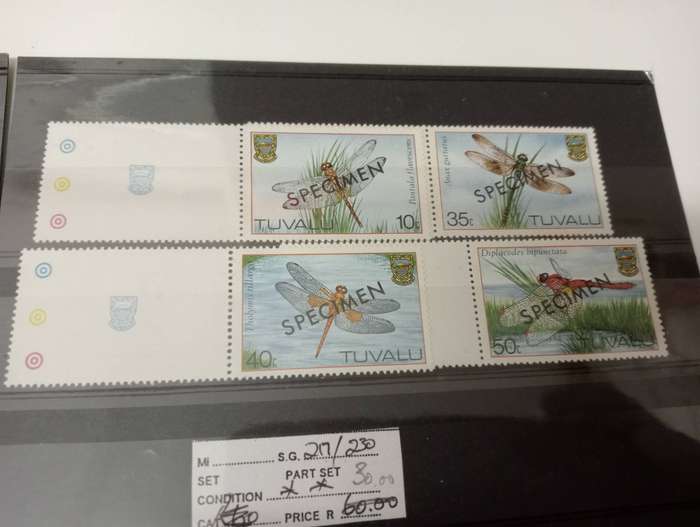 SPECIMEN
Pantala flavescens
TUVALU 10c
SPECIMEN
Anax guttatus
35c TUVALU
SPECIMEN
40c TUVALU
Diplacodes bipunctata
SPECIMEN
50c TUVALU
Mi S.G. 217/230
SET PART SET 30.00
CONDITION * *
PRICE R 60.00